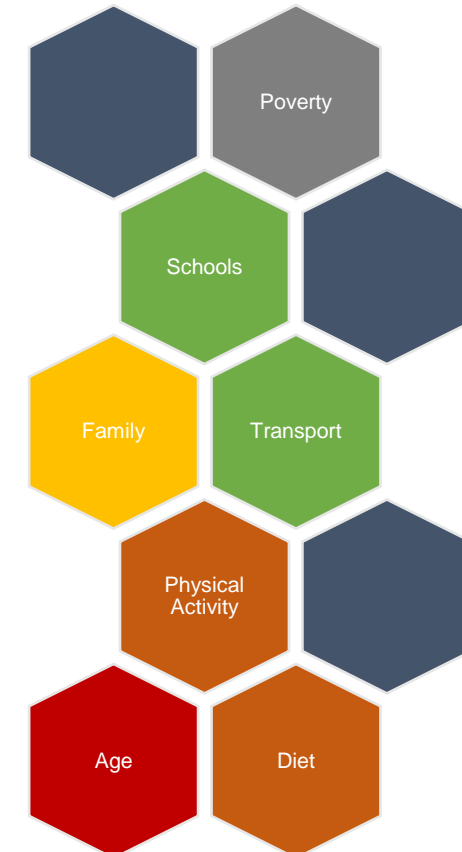 Poverty
Schools
Family
Transport
Physical
Activity
Age
Diet